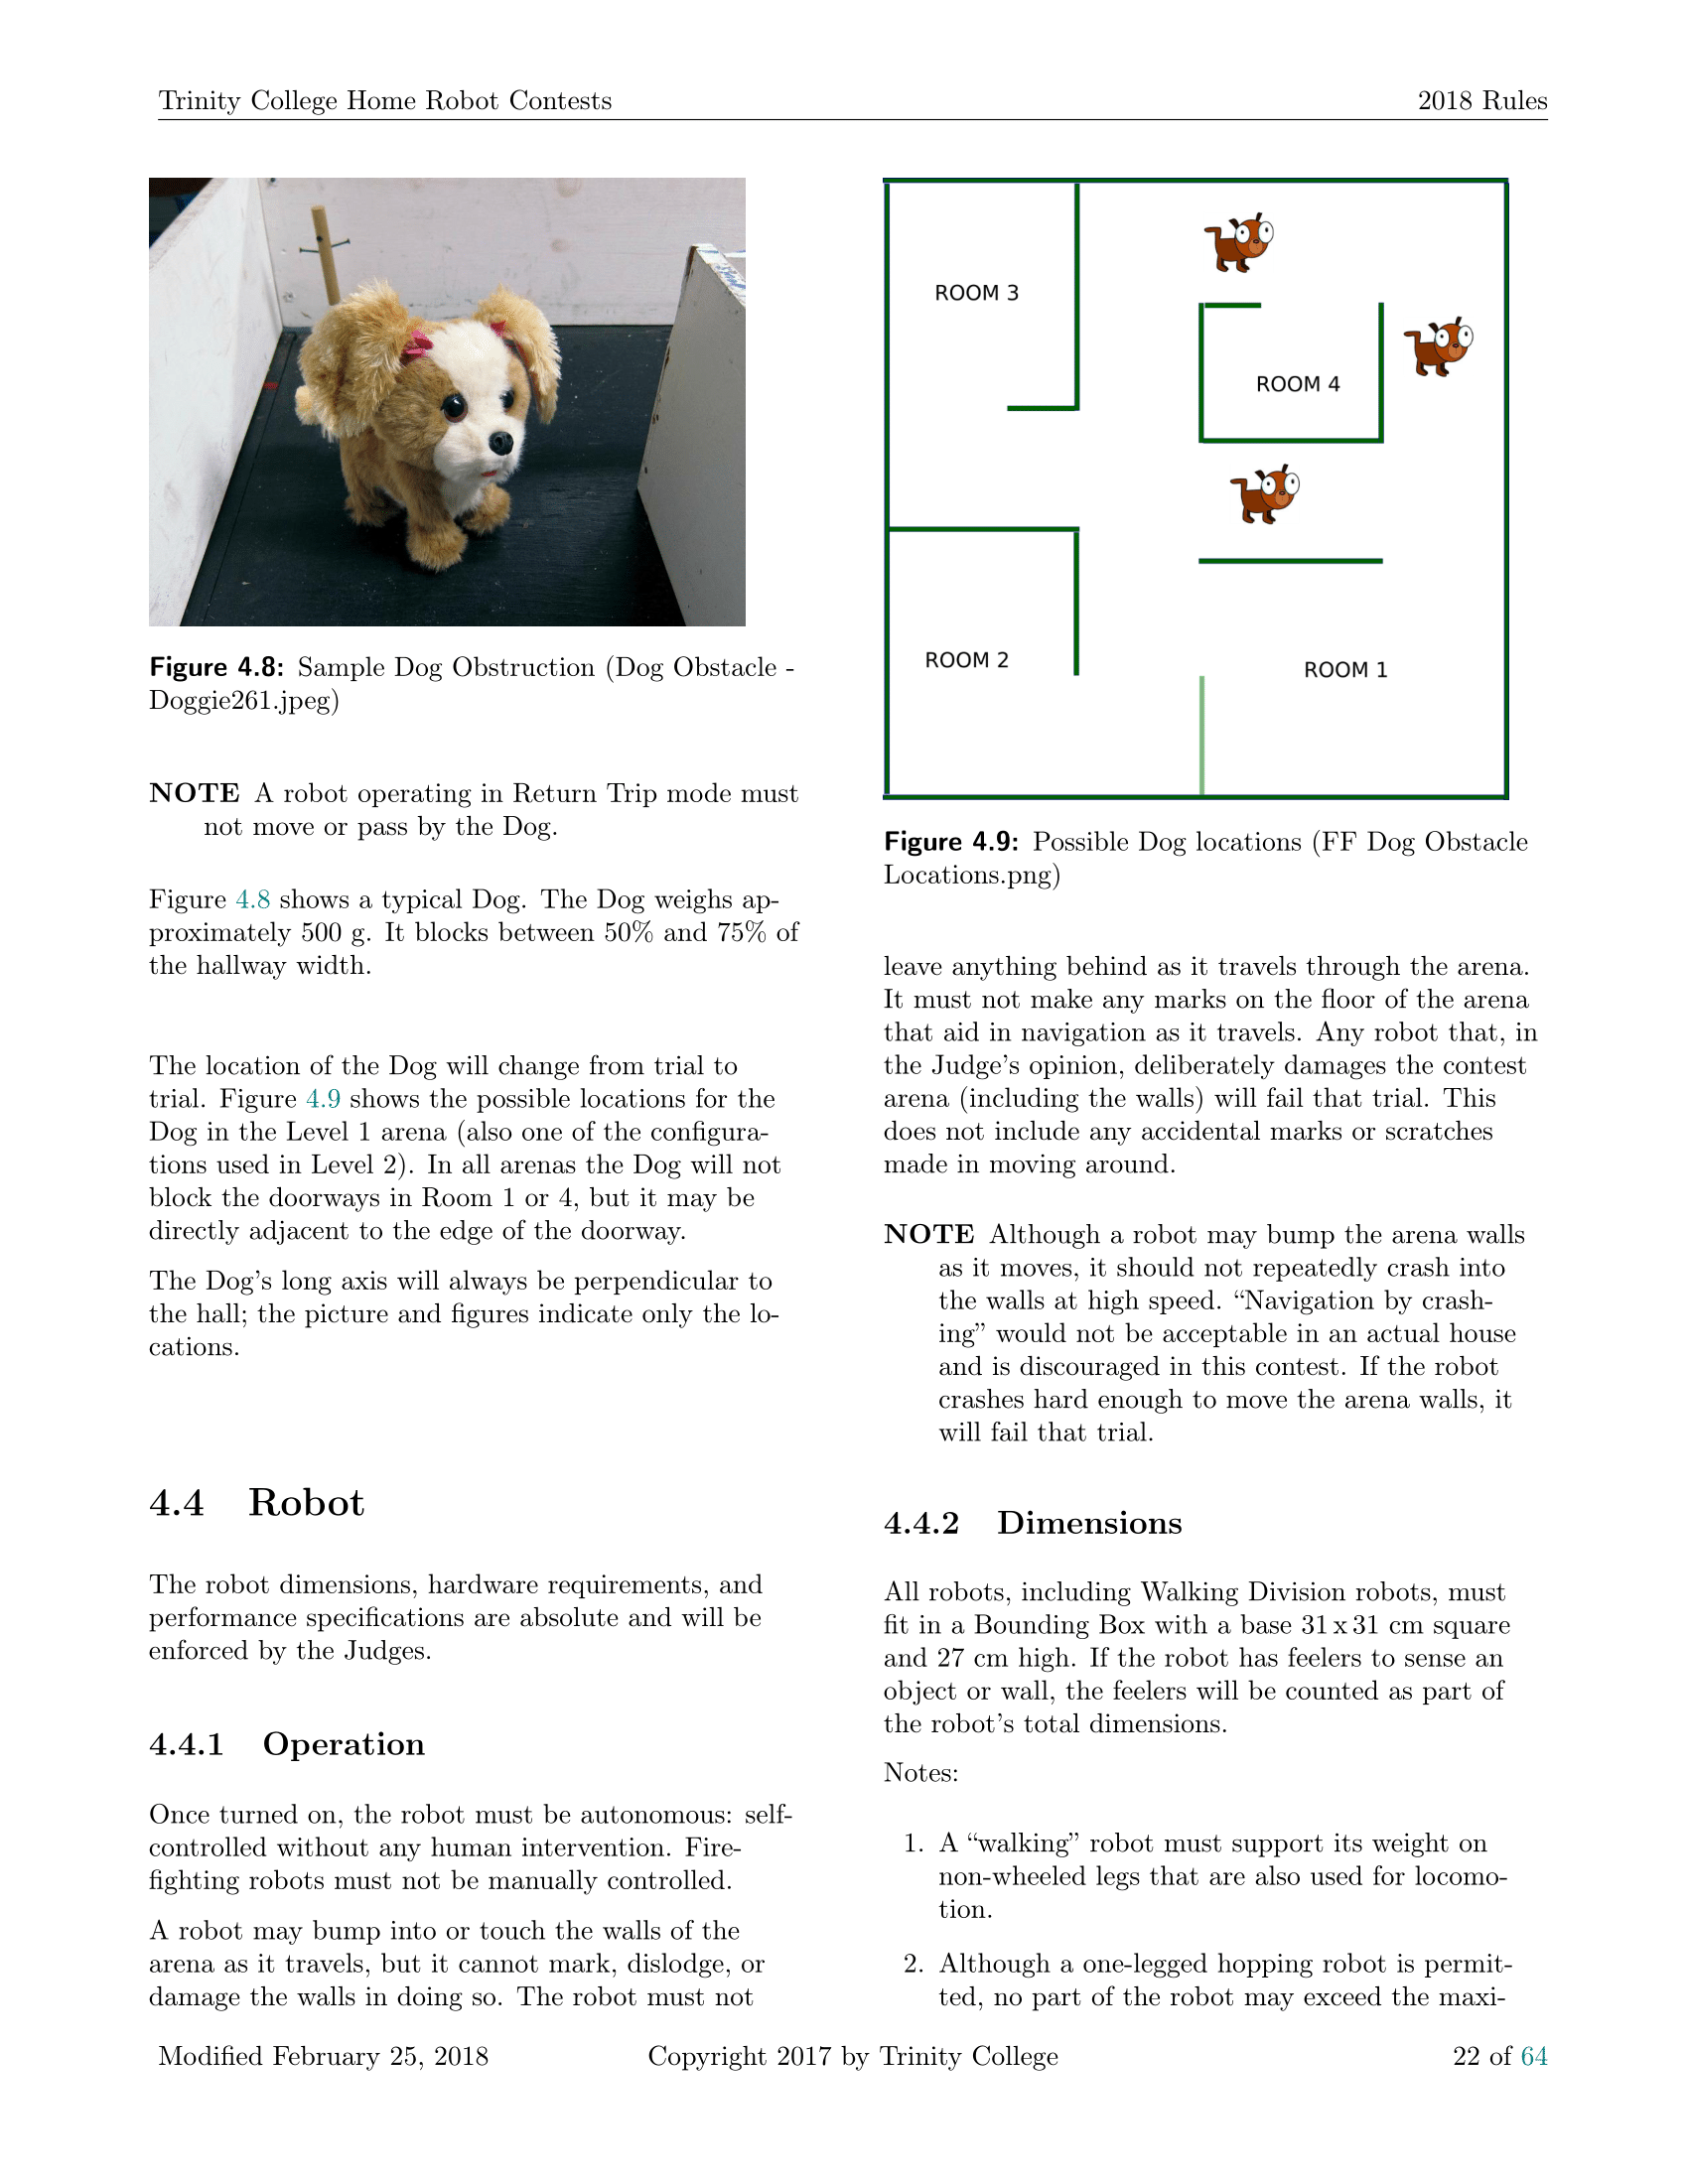 Trinity College Home Robot Contests
2018 Rules
Figure 4.8: Sample Dog Obstruction (Dog Obstacle -
Doggie261.jpeg)
NOTE A robot operating in Return Trip mode must
not move or pass by the Dog.
Figure 4.8 shows a typical Dog. The Dog weighs ap-
proximately 500 g. It blocks between 50% and 75% of
the hallway width.
The location of the Dog will change from trial to
trial. Figure 4.9 shows the possible locations for the
Dog in the Level 1 arena (also one of the configura-
tions used in Level 2). In all arenas the Dog will not
block the doorways in Room 1 or 4, but it may be
directly adjacent to the edge of the doorway.
The Dog's long axis will always be perpendicular to
the hall; the picture and figures indicate only the lo-
cations.
4.4 Robot
The robot dimensions, hardware requirements, and
performance specifications are absolute and will be
enforced by the Judges.
4.4.1 Operation
Once turned on, the robot must be autonomous: self-
controlled without any human intervention. Fire-
fighting robots must not be manually controlled.
A robot may bump into or touch the walls of the
arena as it travels, but it cannot mark, dislodge, or
damage the walls in doing so. The robot must not
ROOM 3
ROOM 4
ROOM 2
ROOM 1
Figure 4.9: Possible Dog locations (FF Dog Obstacle
Locations.png)
leave anything behind as it travels through the arena.
It must not make any marks on the floor of the arena
that aid in navigation as it travels. Any robot that, in
the Judge's opinion, deliberately damages the contest
arena (including the walls) will fail that trial. This
does not include any accidental marks or scratches
made in moving around.
NOTE Although a robot may bump the arena walls
as it moves, it should not repeatedly crash into
the walls at high speed. “Navigation by crash-
ing” would not be acceptable in an actual house
and is discouraged in this contest. If the robot
crashes hard enough to move the arena walls, it
will fail that trial.
4.4.2 Dimensions
All robots, including Walking Division robots, must
fit in a Bounding Box with a base 31 x 31 cm square
and 27 cm high. If the robot has feelers to sense an
object or wall, the feelers will be counted as part of
the robot's total dimensions.
Notes:
1. A “walking” robot must support its weight on
non-wheeled legs that are also used for locomo-
tion.
2. Although a one-legged hopping robot is permit-
ted, no part of the robot may exceed the maxi-
Modified February 25, 2018
Copyright 2017 by Trinity College
22 of 64